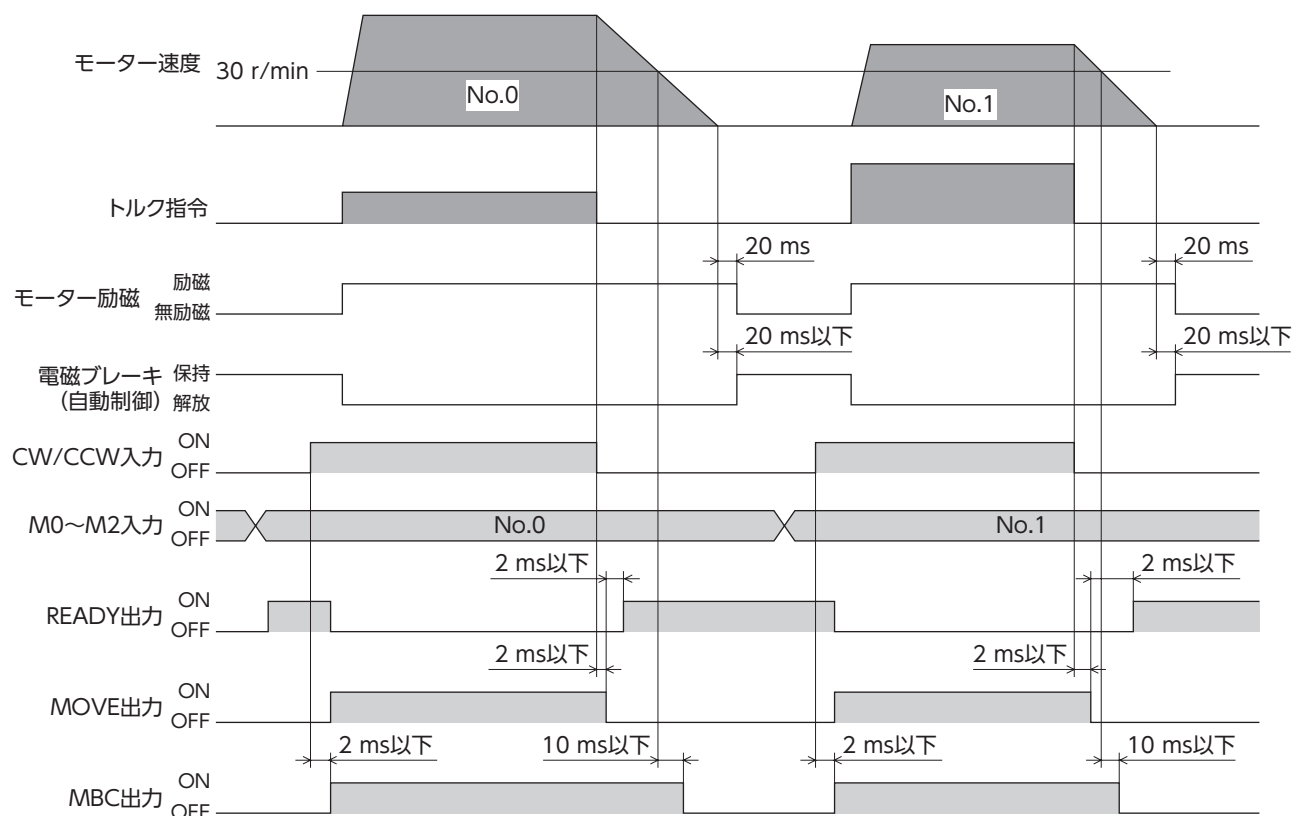 モーター速度 30 r/min
No.0
No.1
トルク指令
20 ms
20 ms
モーター励磁 励磁
無励磁
20 ms以下
20 ms以下
電磁ブレーキ 保持
（自動制御） 解放
CW/CCW入力 ON
OFF
M0～M2入力 ON
OFF
No.0
No.1
2 ms以下
2 ms以下
READY出力 ON
OFF
2 ms以下
2 ms以下
MOVE出力 ON
OFF
2 ms以下
10 ms以下
2 ms以下
10 ms以下
MBC出力 ON
OFF